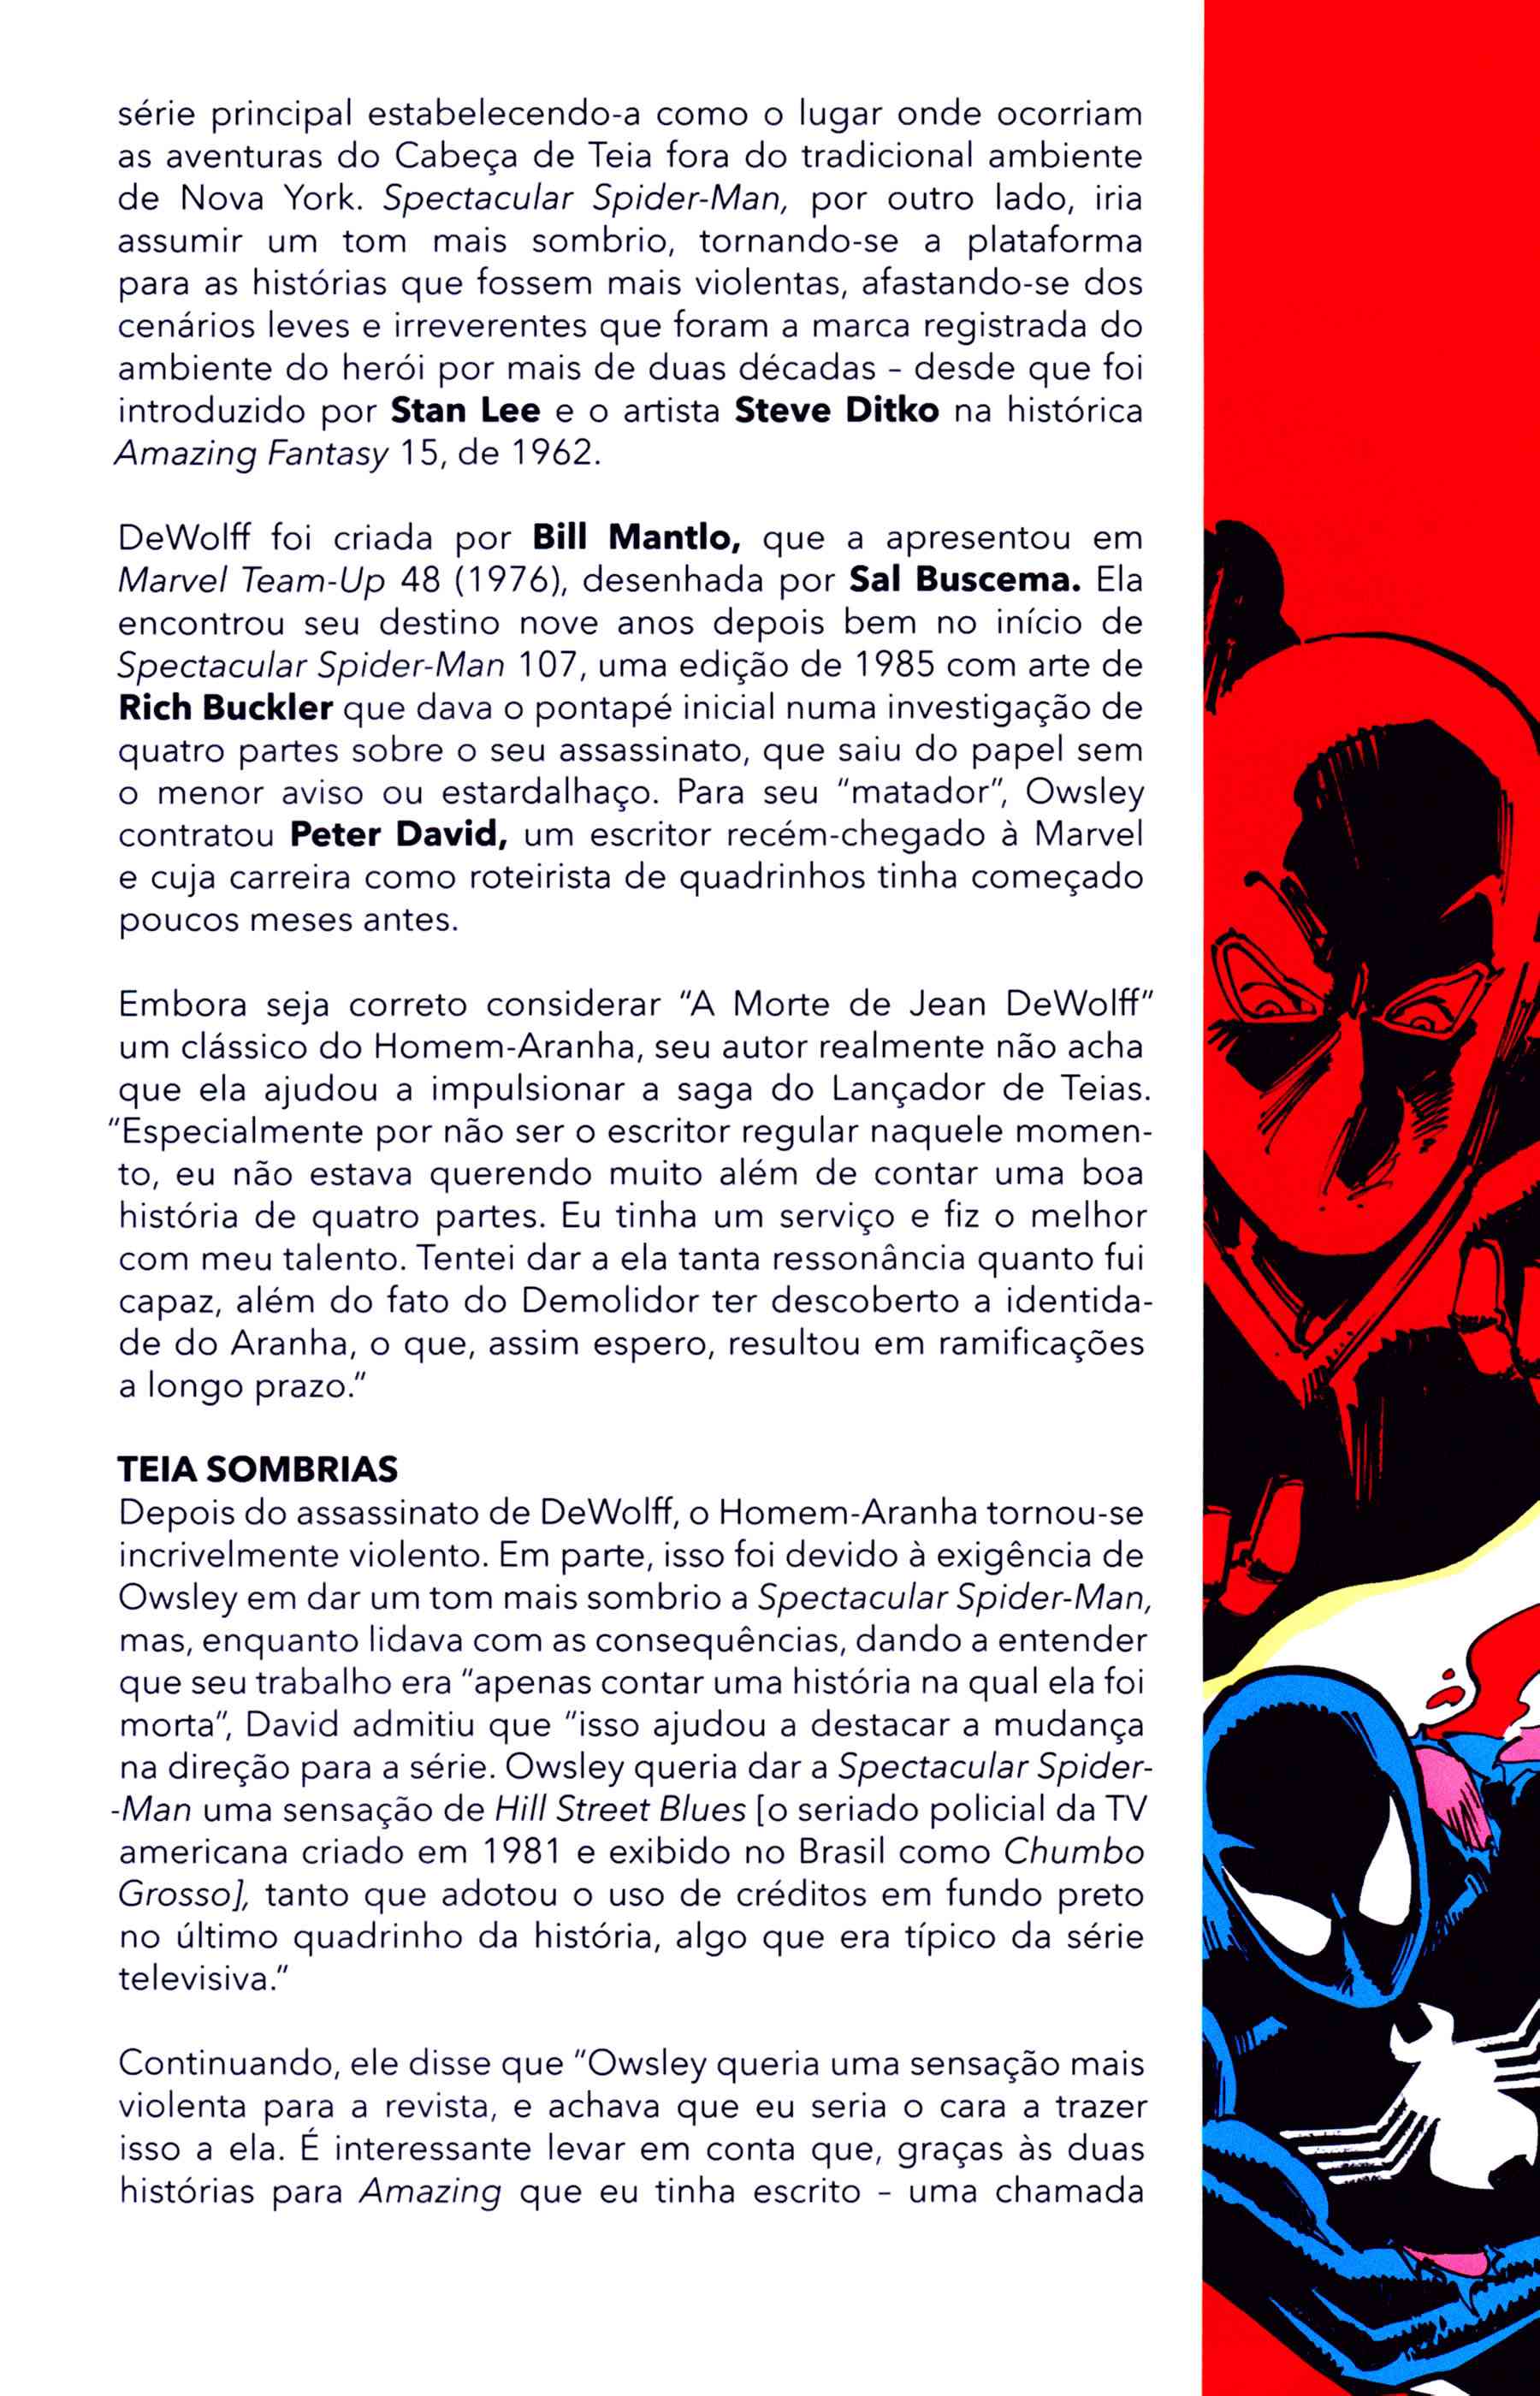 série principal estabelecendo-a como o lugar onde ocorriam
as aventuras do Cabeça de Teia fora do tradicional ambiente
de Nova York. Spectacular Spider-Man, por outro lado, iria
assumir um tom mais sombrio, tornando-se a plataforma
para as histórias que fossem mais violentas, afastando-se dos
cenários leves e irreverentes que foram a marca registrada do
ambiente do herói por mais de duas décadas – desde que foi
introduzido por Stan Lee e o artista Steve Ditko na histórica
Amazing Fantasy 15, de 1962.
DeWolff foi criada por Bill Mantlo, que a apresentou em
Marvel Team-Up 48 (1976), desenhada por Sal Buscema. Ela
encontrou seu destino nove anos depois bem no início de
Spectacular Spider-Man 107, uma edição de 1985 com arte de
Rich Buckler que dava o pontapé inicial numa investigação de
quatro partes sobre o seu assassinato, que saiu do papel sem
o menor aviso ou estardalhaço. Para seu "matador", Owsley
contratou Peter David, um escritor recém-chegado à Marvel
e cuja carreira como roteirista de quadrinhos tinha começado
poucos meses antes.
Embora seja correto considerar "A Morte de Jean DeWolff"
um clássico do Homem-Aranha, seu autor realmente não acha
que ela ajudou a impulsionar a saga do Lançador de Teias.
"Especialmente por não ser o escritor regular naquele momen-
to, eu não estava querendo muito além de contar uma boa
história de quatro partes. Eu tinha um serviço e fiz o melhor
com meu talento. Tentei dar a ela tanta ressonância quanto fui
capaz, além do fato do Demolidor ter descoberto a identida-
de do Aranha, o que, assim espero, resultou em ramificações
a longo prazo."
TEIA SOMBRIAS
Depois do assassinato de DeWolff, o Homem-Aranha tornou-se
incrivelmente violento. Em parte, isso foi devido à exigência de
Owsley em dar um tom mais sombrio a Spectacular Spider-Man,
mas, enquanto lidava com as consequências, dando a entender
que seu trabalho era "apenas contar uma história na qual ela foi
morta", David admitiu que "isso ajudou a destacar a mudança
na direção para a série. Owsley queria dar a Spectacular Spider-
-Man uma sensação de Hill Street Blues [o seriado policial da TV
americana criado em 1981 e exibido no Brasil como Chumbo
Grosso], tanto que adotou o uso de créditos em fundo preto
no último quadrinho da história, algo que era típico da série
televisiva."
Continuando, ele disse que "Owsley queria uma sensação mais
violenta para a revista, e achava que eu seria o cara a trazer
isso a ela. É interessante levar em conta que, graças às duas
histórias para Amazing que eu tinha escrito – uma chamada